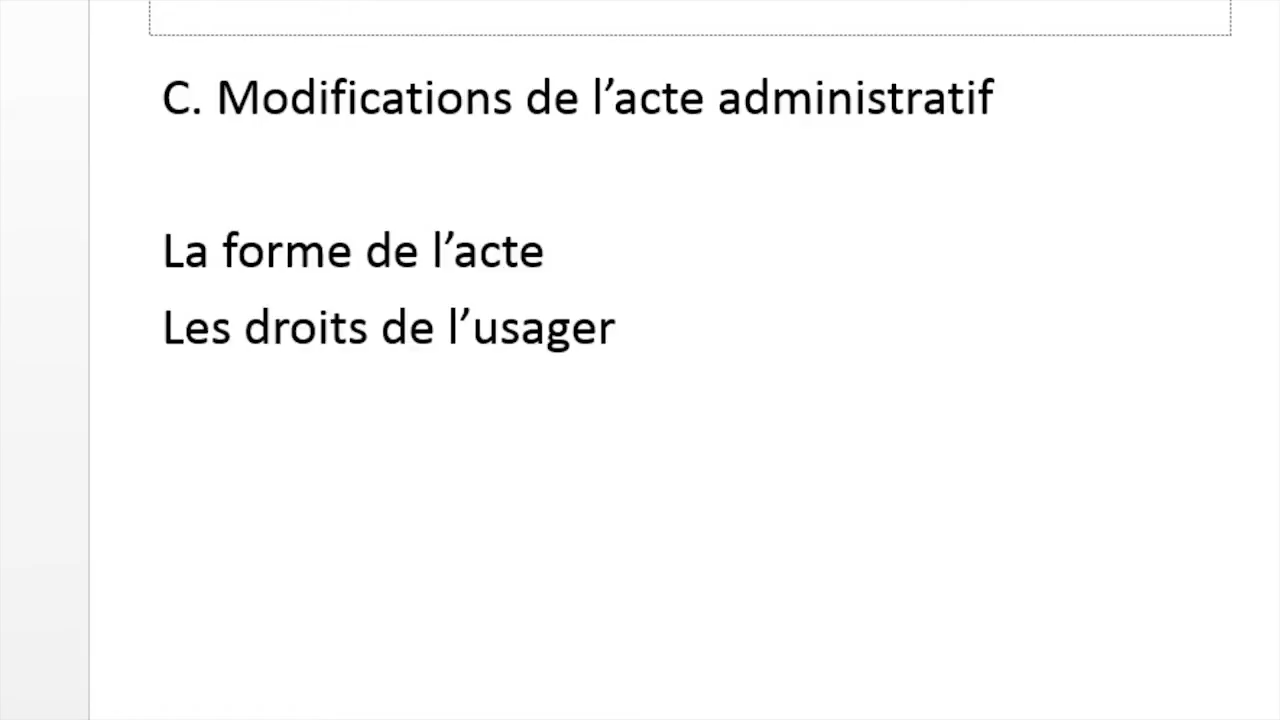 C. Modifications de l’acte administratif
La forme de l’acte
Les droits de l’usager